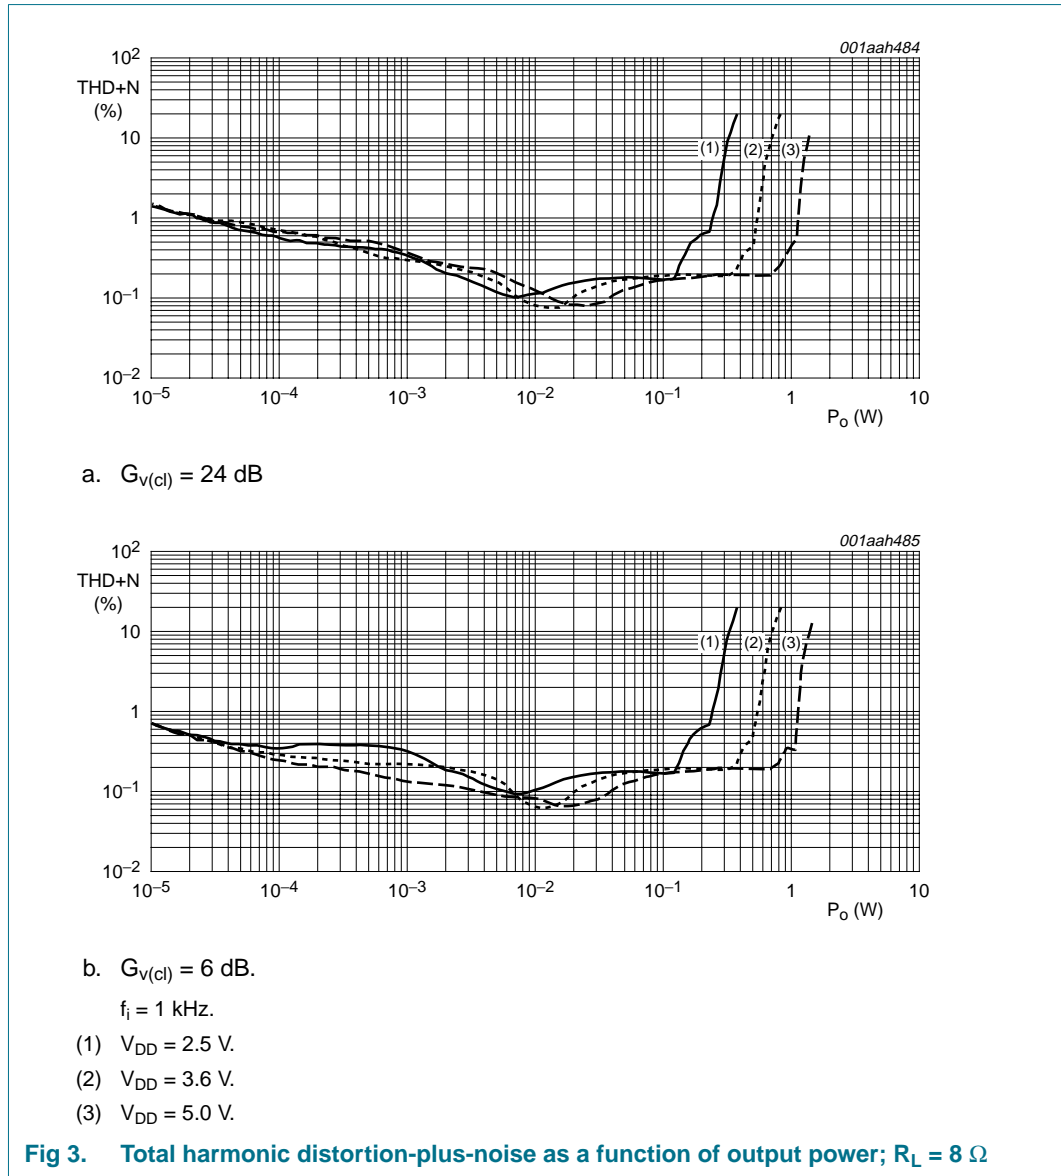 001aah484
10²
THD+N
(%)
10
1
10⁻¹
10⁻²
(1) (2) (3)
10⁻⁵ 10⁻⁴ 10⁻³ 10⁻² 10⁻¹ 1 10
Pₒ (W)
a. G_v(cl) = 24 dB
001aah485
10²
THD+N
(%)
10
1
10⁻¹
10⁻²
(1) (2) (3)
10⁻⁵ 10⁻⁴ 10⁻³ 10⁻² 10⁻¹ 1 10
Pₒ (W)
b. G_v(cl) = 6 dB.
f_i = 1 kHz.
(1) V_DD = 2.5 V.
(2) V_DD = 3.6 V.
(3) V_DD = 5.0 V.
Fig 3. Total harmonic distortion-plus-noise as a function of output power; R_L = 8 Ω